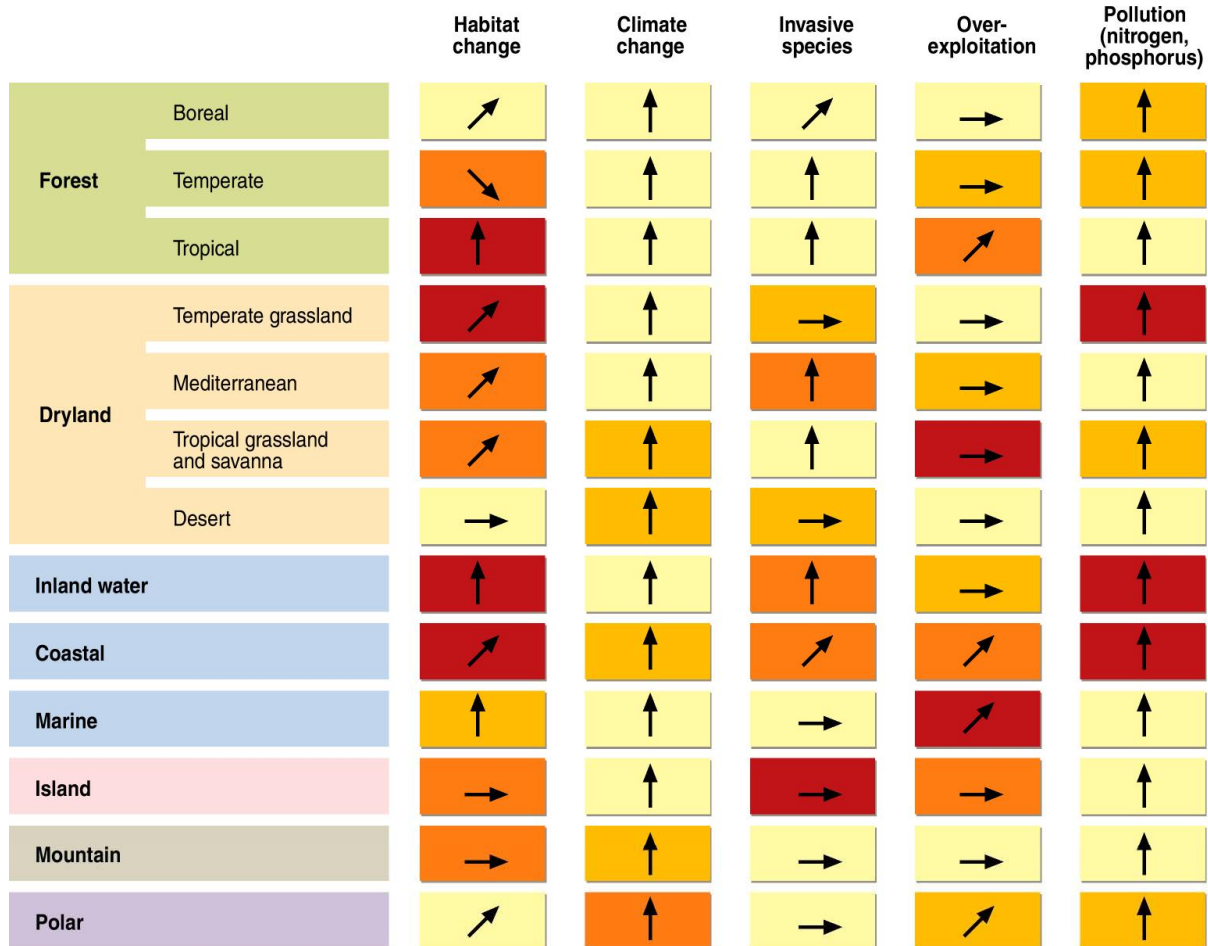 Habitat
change
Climate
change
Invasive
species
Over-
exploitation
Pollution
(nitrogen,
phosphorus)
Forest
Boreal
Temperate
Tropical
Dryland
Temperate grassland
Mediterranean
Tropical grassland
and savanna
Desert
Inland water
Coastal
Marine
Island
Mountain
Polar